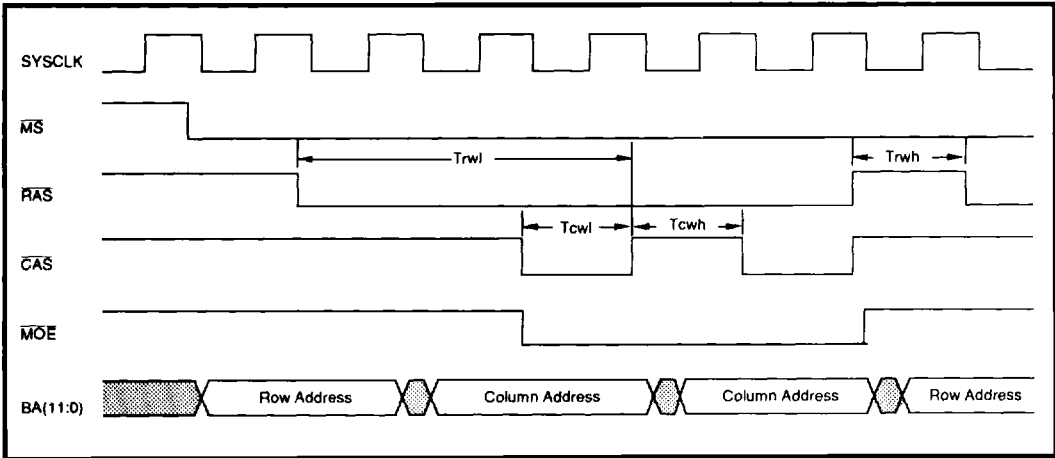 SYSCLK
MS
Trwl
Trwh
RAS
Tcwl
Tcwh
CAS
MOE
BA(11:0)
Row Address
Column Address
Column Address
Row Address